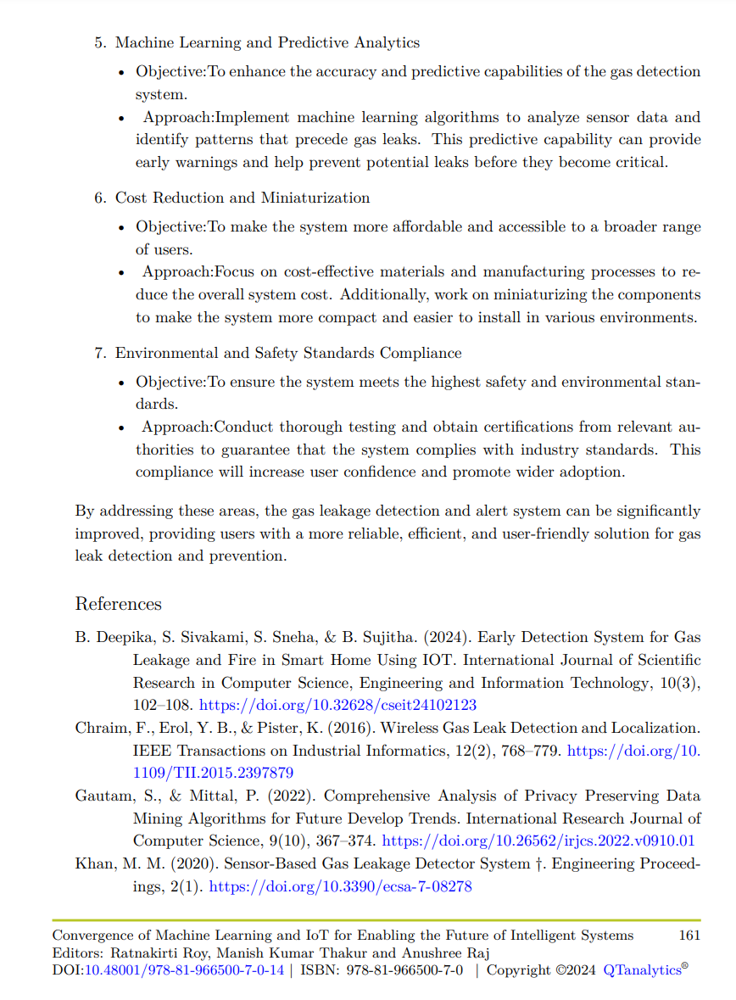 5. Machine Learning and Predictive Analytics
• Objective:To enhance the accuracy and predictive capabilities of the gas detection
system.
• Approach:Implement machine learning algorithms to analyze sensor data and
identify patterns that precede gas leaks. This predictive capability can provide
early warnings and help prevent potential leaks before they become critical.
6. Cost Reduction and Miniaturization
• Objective:To make the system more affordable and accessible to a broader range
of users.
• Approach:Focus on cost-effective materials and manufacturing processes to re-
duce the overall system cost. Additionally, work on miniaturizing the components
to make the system more compact and easier to install in various environments.
7. Environmental and Safety Standards Compliance
• Objective:To ensure the system meets the highest safety and environmental stan-
dards.
• Approach:Conduct thorough testing and obtain certifications from relevant au-
thorities to guarantee that the system complies with industry standards. This
compliance will increase user confidence and promote wider adoption.
By addressing these areas, the gas leakage detection and alert system can be significantly
improved, providing users with a more reliable, efficient, and user-friendly solution for gas
leak detection and prevention.
References
B. Deepika, S. Sivakami, S. Sneha, & B. Sujitha. (2024). Early Detection System for Gas
Leakage and Fire in Smart Home Using IOT. International Journal of Scientific
Research in Computer Science, Engineering and Information Technology, 10(3),
102–108. https://doi.org/10.32628/cseit24102123
Chraim, F., Erol, Y. B., & Pister, K. (2016). Wireless Gas Leak Detection and Localization.
IEEE Transactions on Industrial Informatics, 12(2), 768–779. https://doi.org/10.
1109/TII.2015.2397879
Gautam, S., & Mittal, P. (2022). Comprehensive Analysis of Privacy Preserving Data
Mining Algorithms for Future Develop Trends. International Research Journal of
Computer Science, 9(10), 367–374. https://doi.org/10.26562/irjcs.2022.v0910.01
Khan, M. M. (2020). Sensor-Based Gas Leakage Detector System †. Engineering Proceed-
ings, 2(1). https://doi.org/10.3390/ecsa-7-08278
Convergence of Machine Learning and IoT for Enabling the Future of Intelligent Systems 161
Editors: Ratnakirti Roy, Manish Kumar Thakur and Anushree Raj
DOI:10.48001/978-81-966500-7-0-14 | ISBN: 978-81-966500-7-0 | Copyright ©2024 QTanalytics®